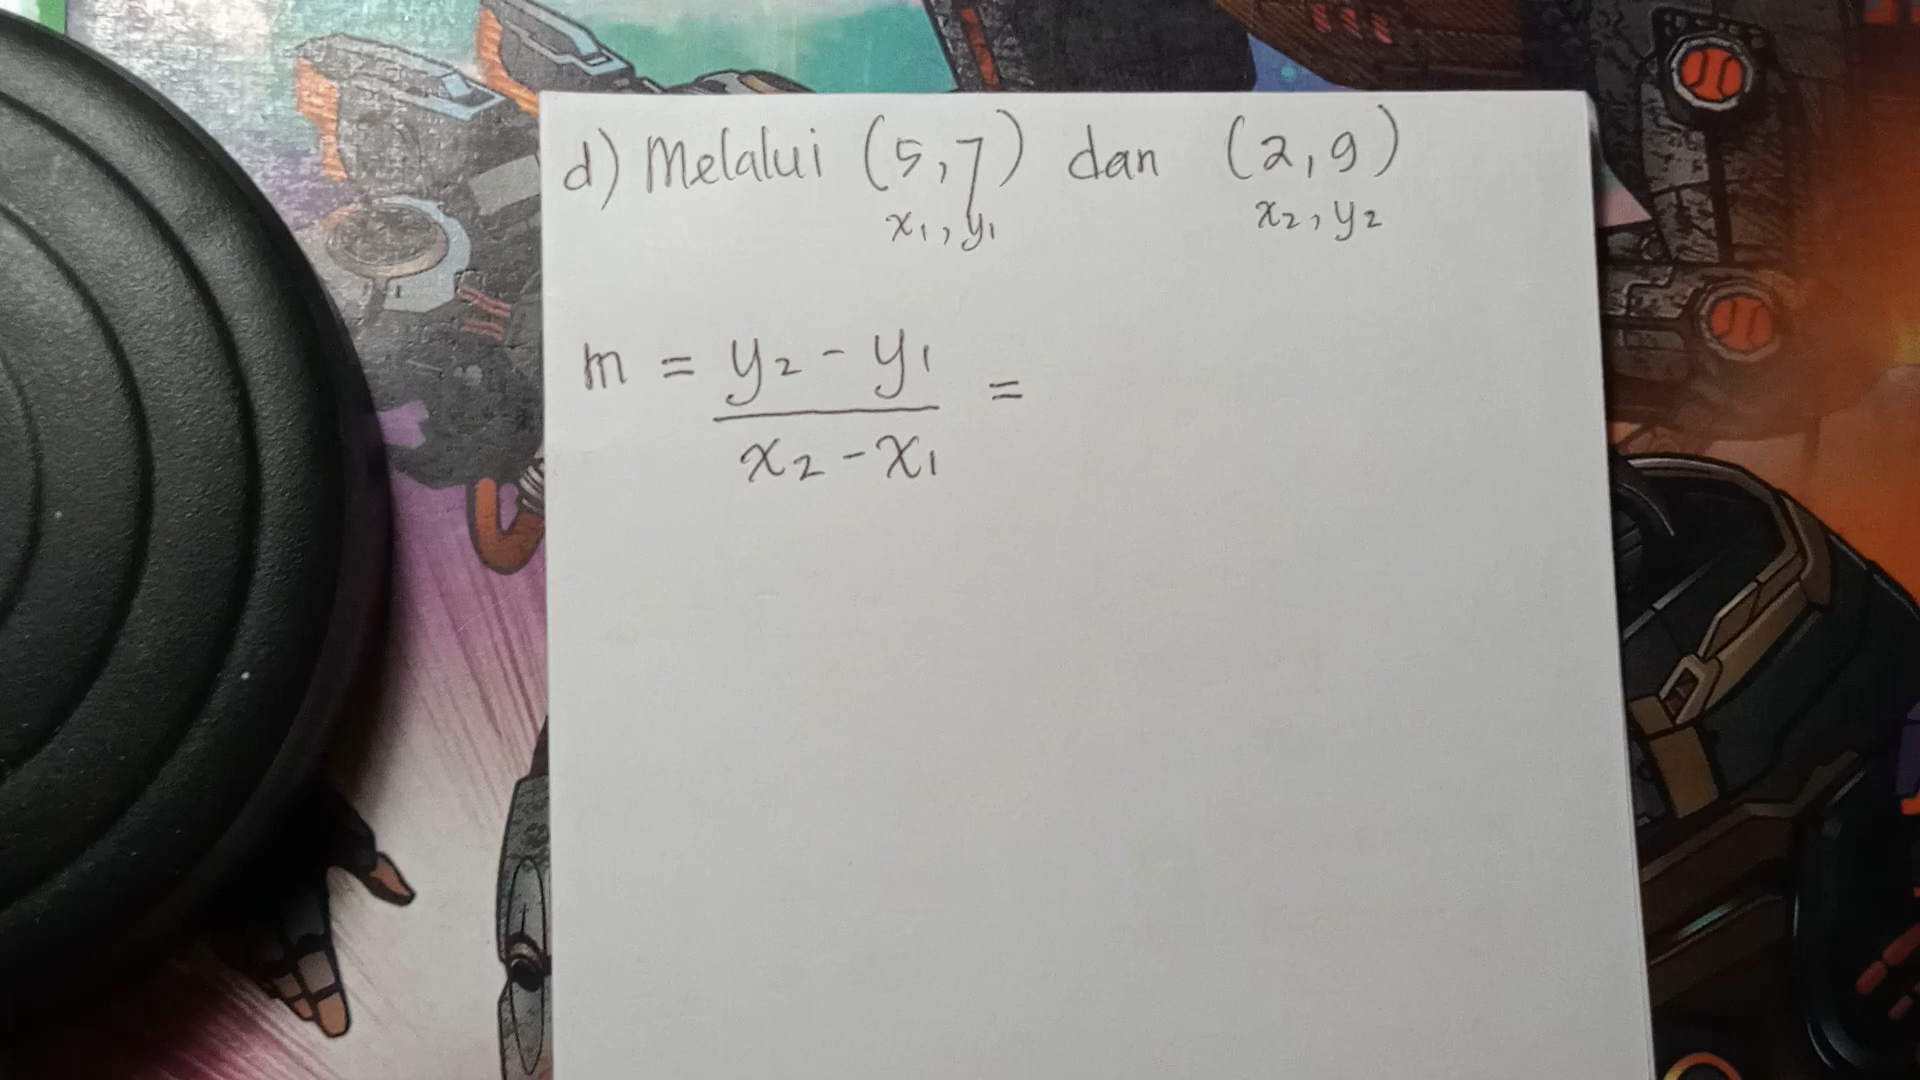 d) Melalui (5,7) dan (2,9)
x₁, y₁ x₂, y₂
m = y₂ - y₁ =
x₂ - x₁